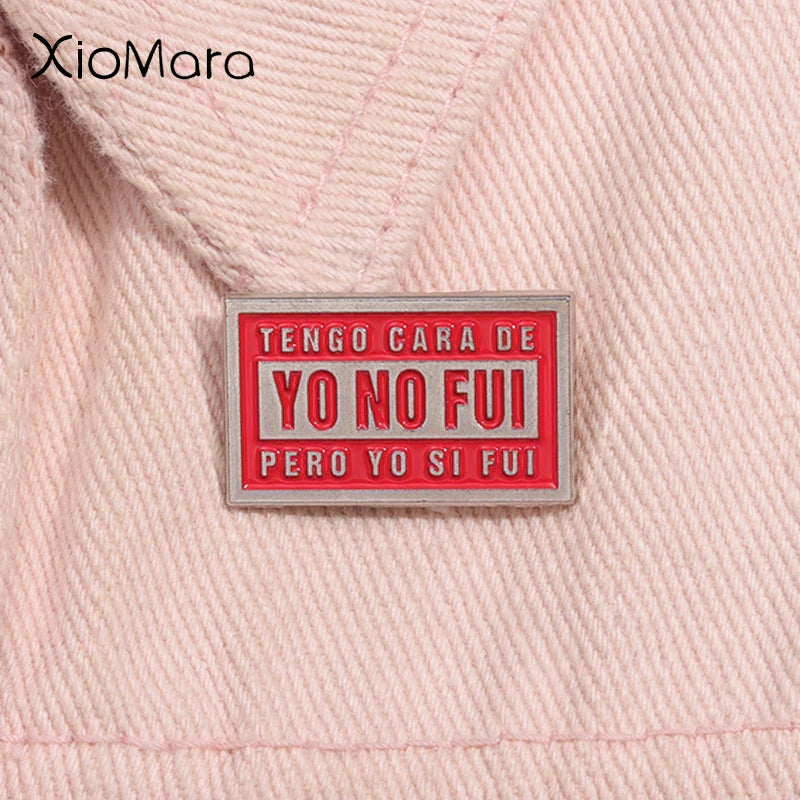 XioMara
TENGO CARA DE
YO NO FUI
PERO YO SI FUI